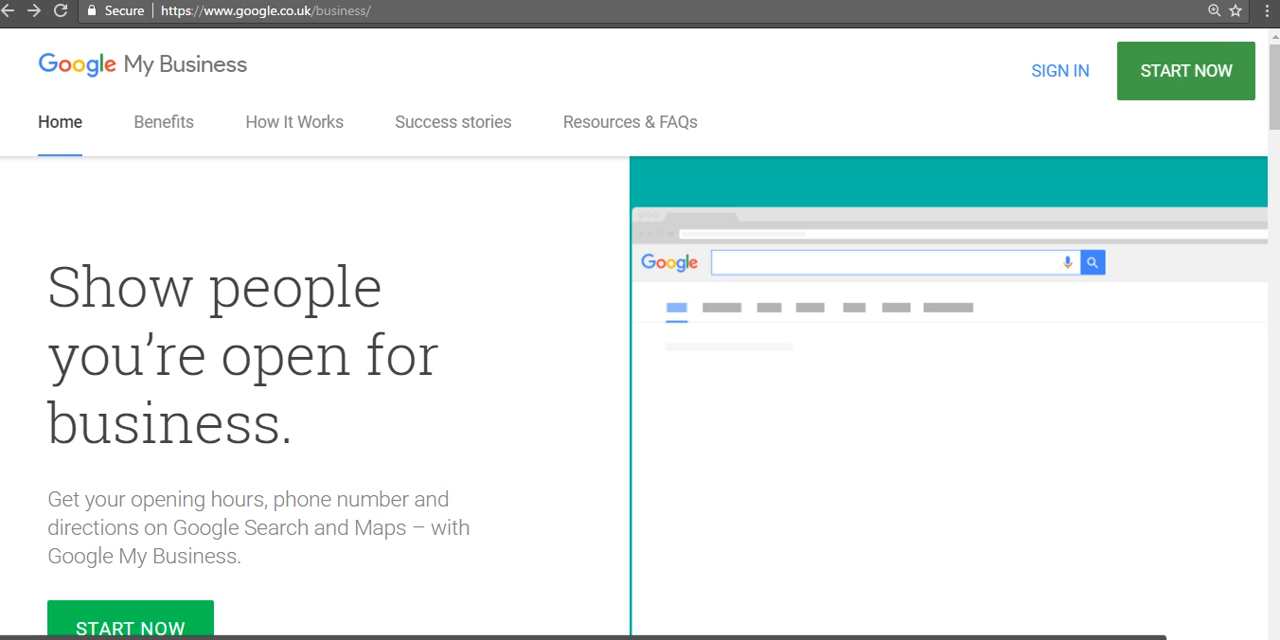 Secure | https://www.google.co.uk/business/
Google My Business
SIGN IN
START NOW
Home
Benefits
How It Works
Success stories
Resources & FAQs
Google
Show people
you’re open for
business.
Get your opening hours, phone number and
directions on Google Search and Maps – with
Google My Business.
START NOW